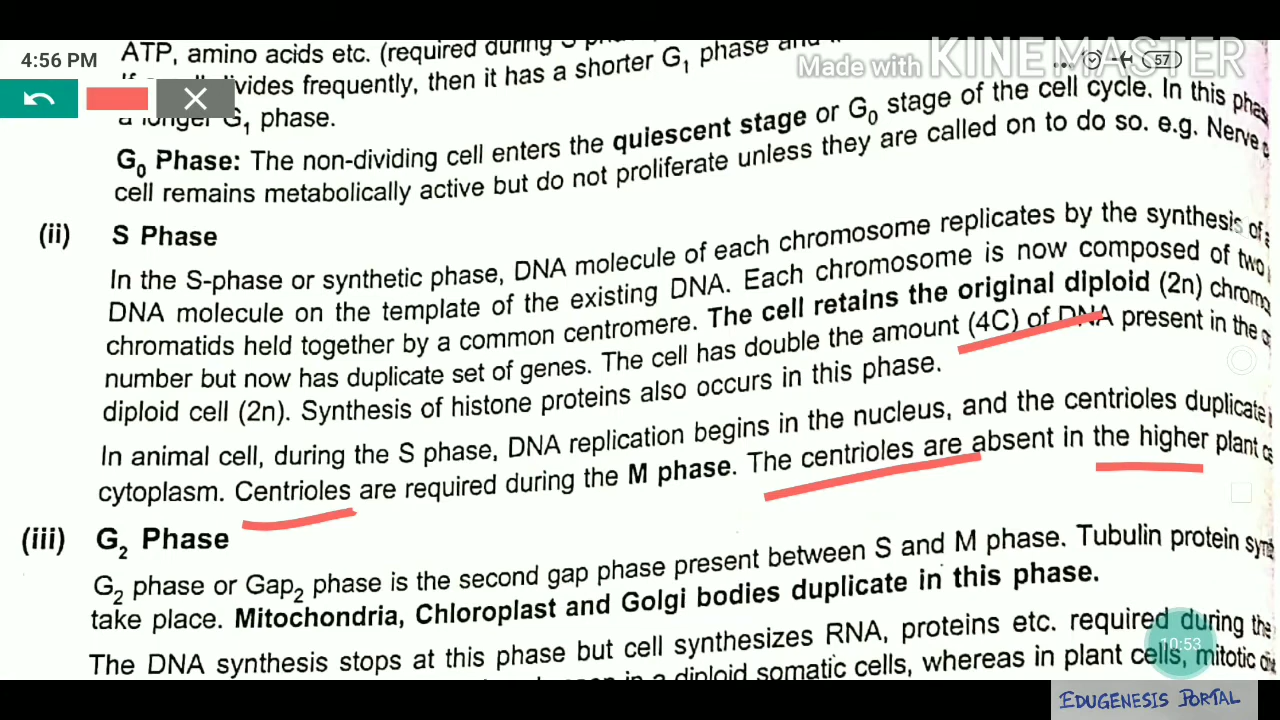 4:56 PM
Made with KINEMASTER
57
ATP, amino acids etc. (required during S
vides frequently, then it has a shorter G₁ phase and
a longer G₁ phase.
G₀ Phase: The non-dividing cell enters the quiescent stage or G₀ stage of the cell cycle. In this phas
cell remains metabolically active but do not proliferate unless they are called on to do so. e.g. Nerve
(ii) S Phase
In the S-phase or synthetic phase, DNA molecule of each chromosome replicates by the synthesis of
DNA molecule on the template of the existing DNA. Each chromosome is now composed of two
chromatids held together by a common centromere. The cell retains the original diploid (2n) chromo
number but now has duplicate set of genes. The cell has double the amount (4C) of DNA present in the
diploid cell (2n). Synthesis of histone proteins also occurs in this phase.
In animal cell, during the S phase, DNA replication begins in the nucleus, and the centrioles duplicate
cytoplasm. Centrioles are required during the M phase. The centrioles are absent in the higher plant
(iii) G₂ Phase
G₂ phase or Gap₂ phase is the second gap phase present between S and M phase. Tubulin protein syn
take place. Mitochondria, Chloroplast and Golgi bodies duplicate in this phase.
The DNA synthesis stops at this phase but cell synthesizes RNA, proteins etc. required during the
in a diploid somatic cells, whereas in plant cells, mitotic
10:53
EDUGENESIS PORTAL